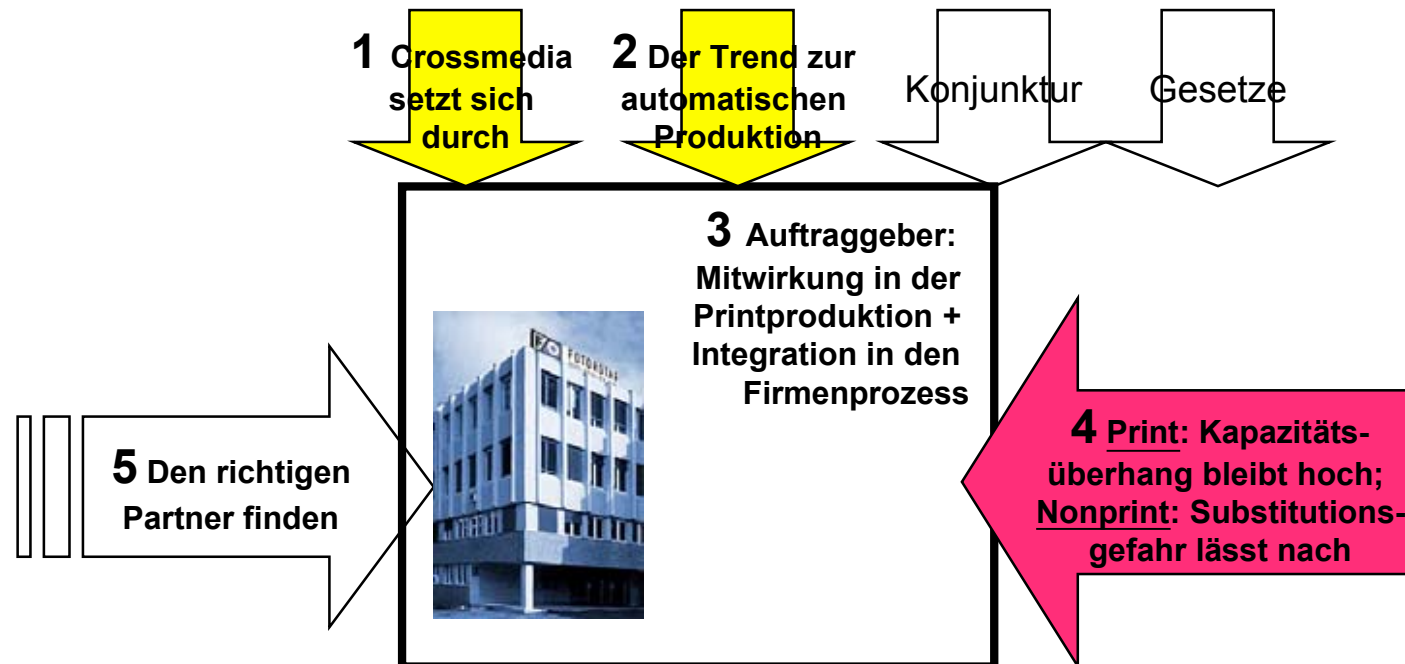 1 Crossmedia
setzt sich
durch
2 Der Trend zur
automatischen
Produktion
Konjunktur
Gesetze
3 Auftraggeber:
Mitwirkung in der
Printproduktion +
Integration in den
Firmenprozess
FOTOROTAR
5 Den richtigen
Partner finden
4 Print: Kapazitäts-
überhang bleibt hoch;
Nonprint: Substitutions-
gefahr lässt nach